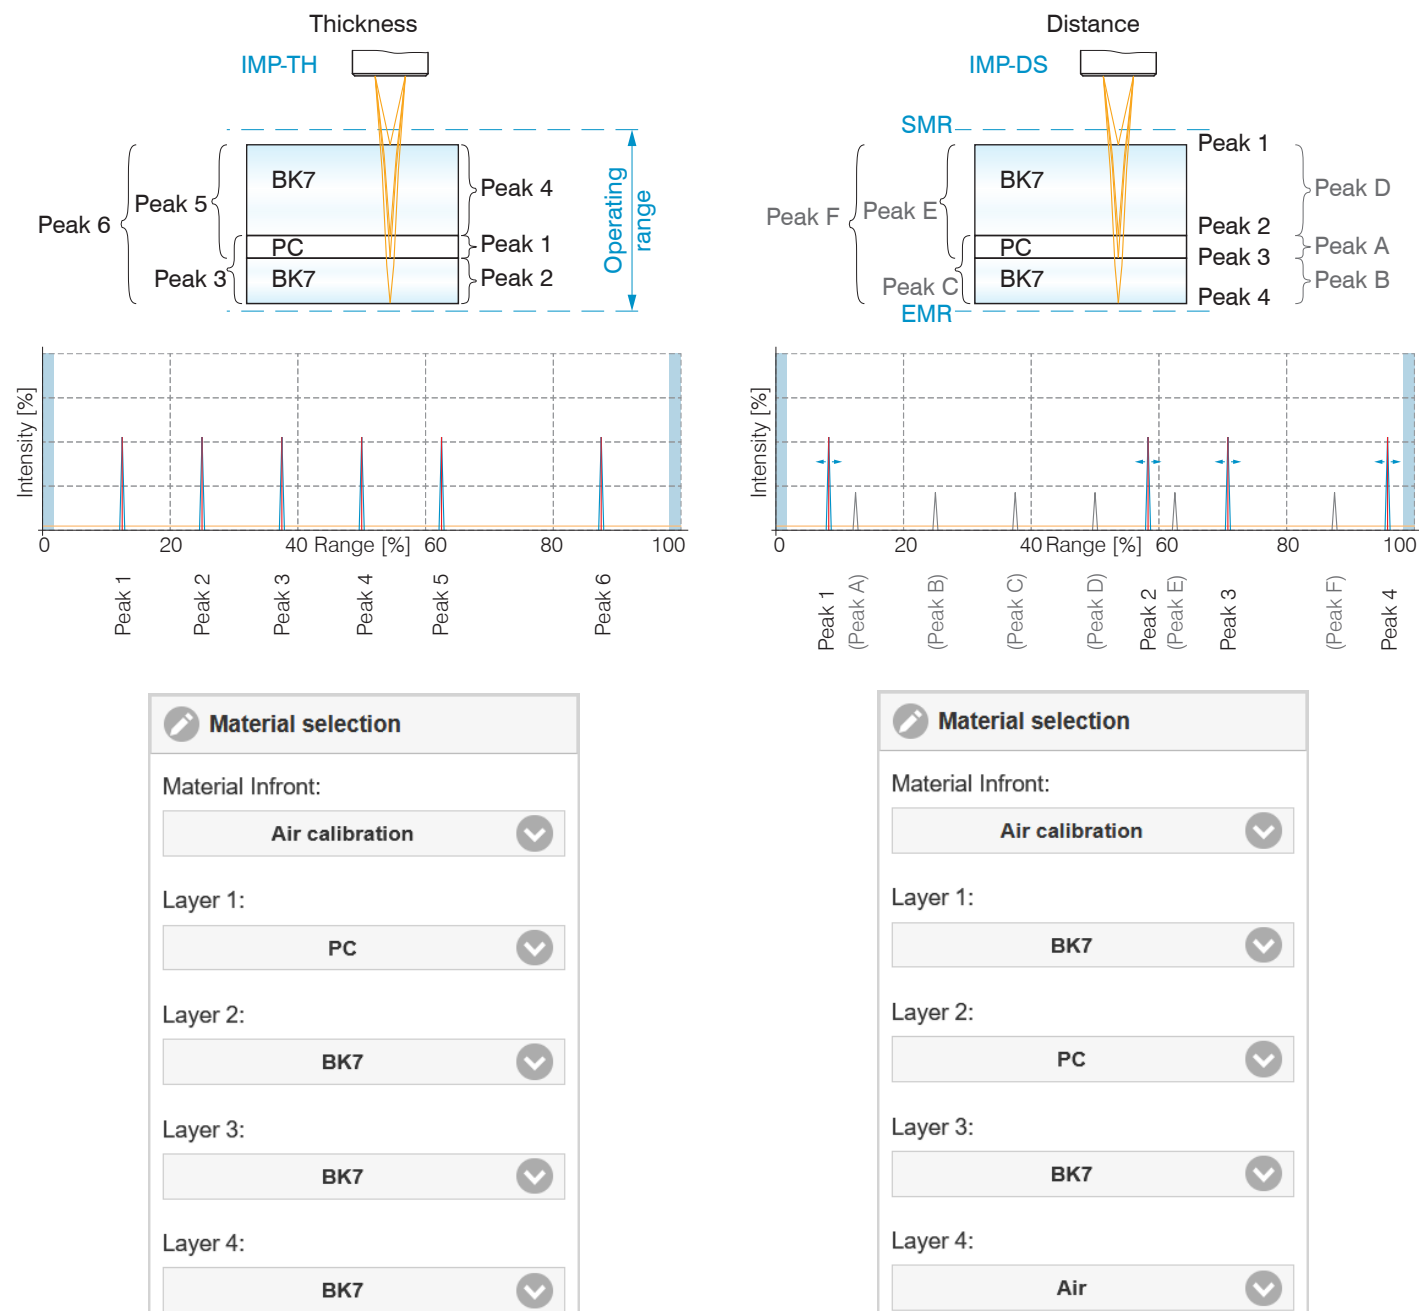 Thickness
IMP-TH
BK7
PC
BK7
Peak 6
Peak 5
Peak 3
Peak 4
Peak 1
Peak 2
Operating
range
Intensity [%]
0 20 40 Range [%] 60 80 100
Peak 1
Peak 2
Peak 3
Peak 4
Peak 5
Peak 6
Material selection
Material Infront:
Air calibration
Layer 1:
PC
Layer 2:
BK7
Layer 3:
BK7
Layer 4:
BK7
Distance
IMP-DS
SMR
BK7
PC
BK7
EMR
Peak F
Peak E
Peak C
Peak 1
Peak 2
Peak 3
Peak 4
Peak D
Peak A
Peak B
Intensity [%]
0 20 40 Range [%] 60 80 100
Peak 1
(Peak A)
(Peak B)
(Peak C)
(Peak D)
Peak 2
(Peak E)
Peak 3
(Peak F)
Peak 4
Material selection
Material Infront:
Air calibration
Layer 1:
BK7
Layer 2:
PC
Layer 3:
BK7
Layer 4:
Air